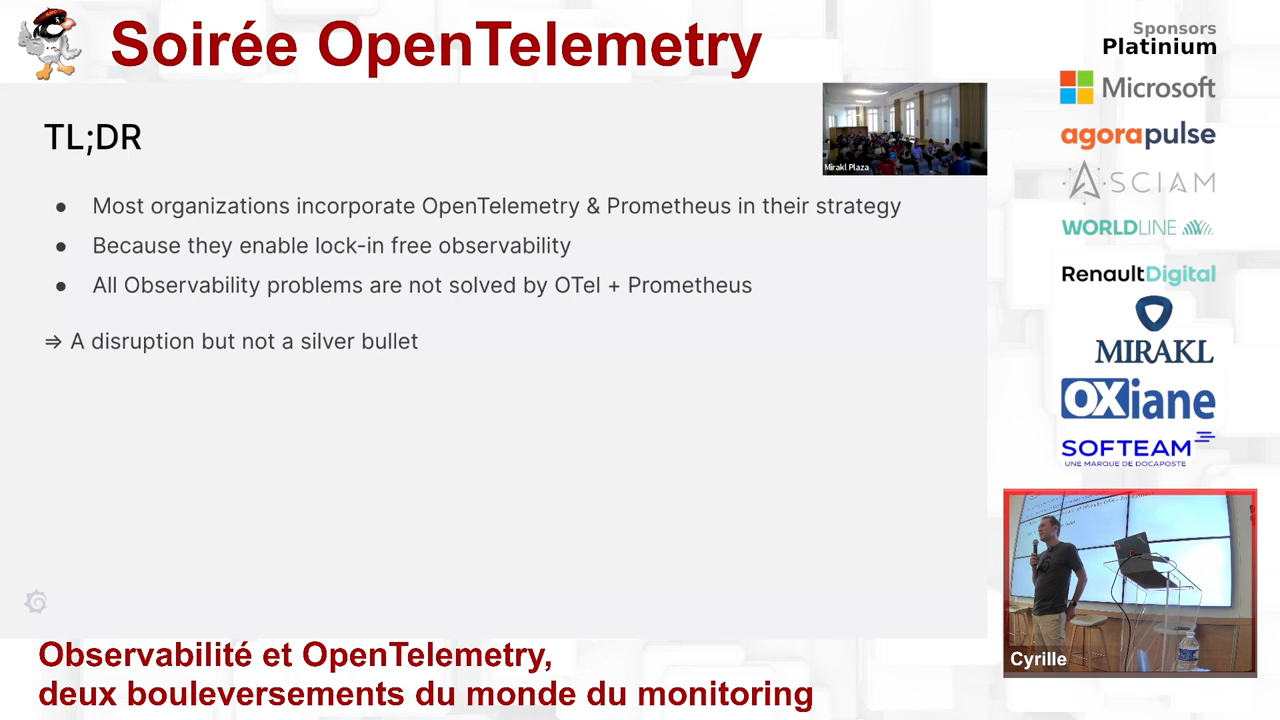 Soirée OpenTelemetry
Sponsors
Platinium
Microsoft
agorapulse
SCIAM
WORLDLINE
RenaultDigital
MIRAKL
OXiane
SOFTEAM
UNE MARQUE DE DOCAPOSTE
TL;DR
Mirakl Plaza
● Most organizations incorporate OpenTelemetry & Prometheus in their strategy
● Because they enable lock-in free observability
● All Observability problems are not solved by OTel + Prometheus
⇒ A disruption but not a silver bullet
Cyrille
Observabilité et OpenTelemetry,
deux bouleversements du monde du monitoring